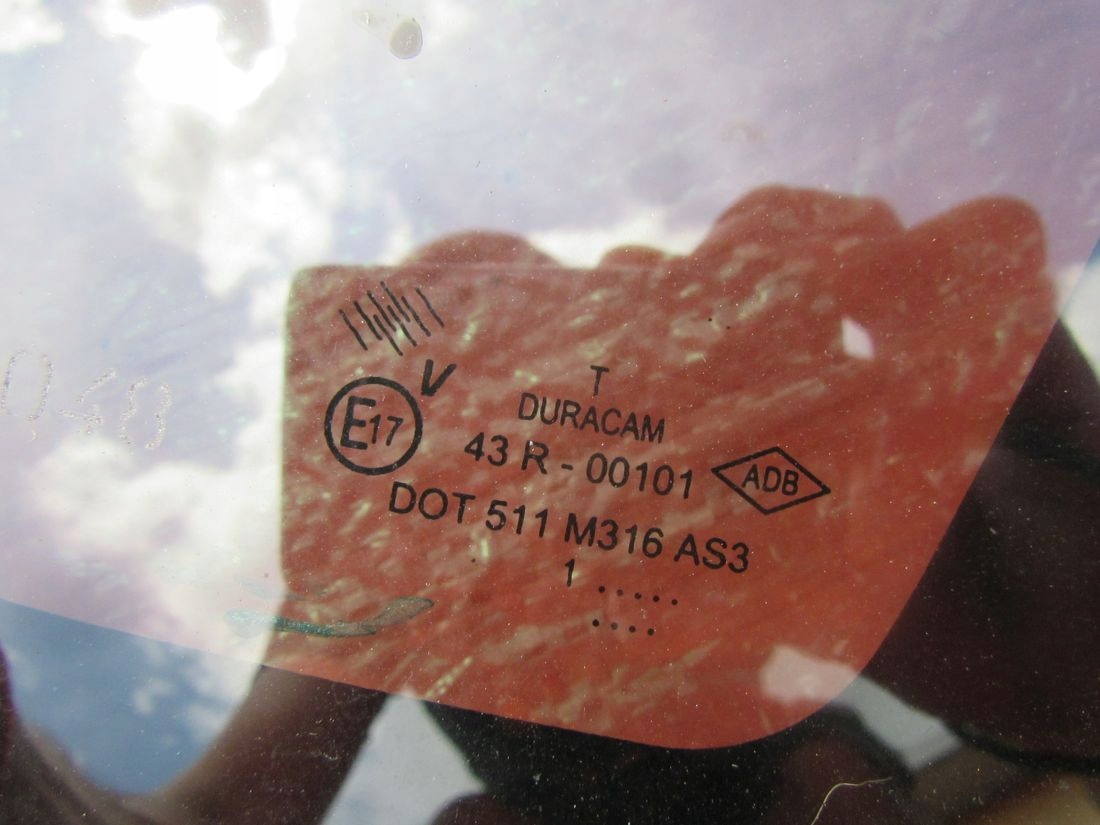 V
E17
T
DURACAM
43 R - 00101
ADB
DOT 511 M316 AS3
1 .....
....